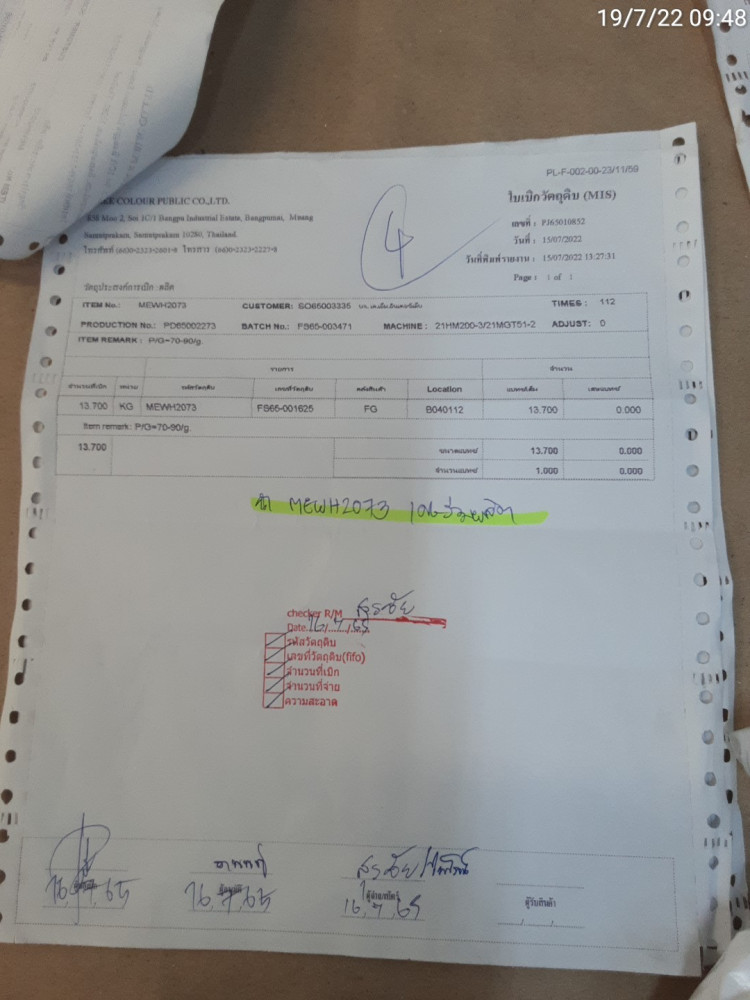 19/7/22 09:48
PL-F-002-00-23/11/59
COLOUR PUBLIC CO.,LTD.
ใบเบิกวัตถุดิบ (MIS)
858 Moo 2, Soi 1C/1 Bangpu Industrial Estate, Bangpumai, Muang
Samutprakarn, Samutprakarn 10280, Thailand.
เลขที่ : PJ65010852
โทรศัพท์ (66)0-2323-2601-8 โทรสาร (66)0-2323-2227-8
วันที่ : 15/07/2022
วันที่พิมพ์รายงาน : 15/07/2022 13:27:31
4
Page : 1 of 1
วัตถุประสงค์การเบิก : ผลิต
ITEM No.: MEWH2073 CUSTOMER: SO65003335 TIMES : 112
PRODUCTION No.: PD65002273 BATCH No.: FS65-003471 MACHINE : 21HM200-3/21MGT51-2 ADJUST: 0
ITEM REMARK : P/G=70-90/g.
รายการ จำนวน
จำนวนที่เบิก หน่วย รหัสวัตถุดิบ เลขที่วัตถุดิบ คลังสินค้า Location แบทช์เต็ม เศษแบทช์
13.700 KG MEWH2073 FS65-001625 FG B040112 13.700 0.000
Item remark: P/G=70-90/g.
13.700 ขนาดแบทช์ 13.700 0.000
จำนวนแบทช์ 1.000 0.000
MEWH2073
checker R/M สุรชัย
Date 16/7/65
รหัสวัตถุดิบ
เลขที่วัตถุดิบ(fifo)
จำนวนที่เบิก
จำนวนที่จ่าย
ความสะอาด
สุรชัย
16.7.65 16.7.65 16.7.65
ผู้รับสินค้า